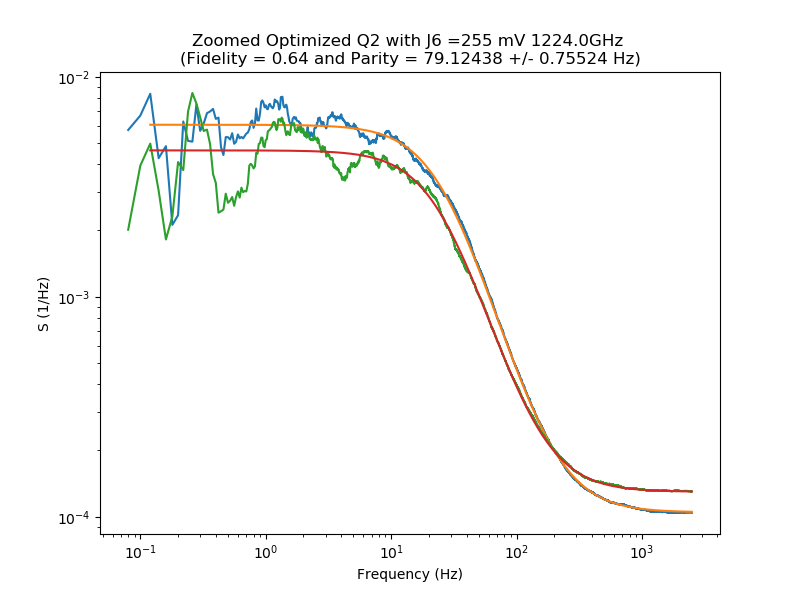 Zoomed Optimized Q2 with J6 =255 mV 1224.0GHz
(Fidelity = 0.64 and Parity = 79.12438 +/- 0.75524 Hz)
10⁻²
10⁻³
10⁻⁴
S (1/Hz)
10⁻¹ 10⁰ 10¹ 10² 10³
Frequency (Hz)